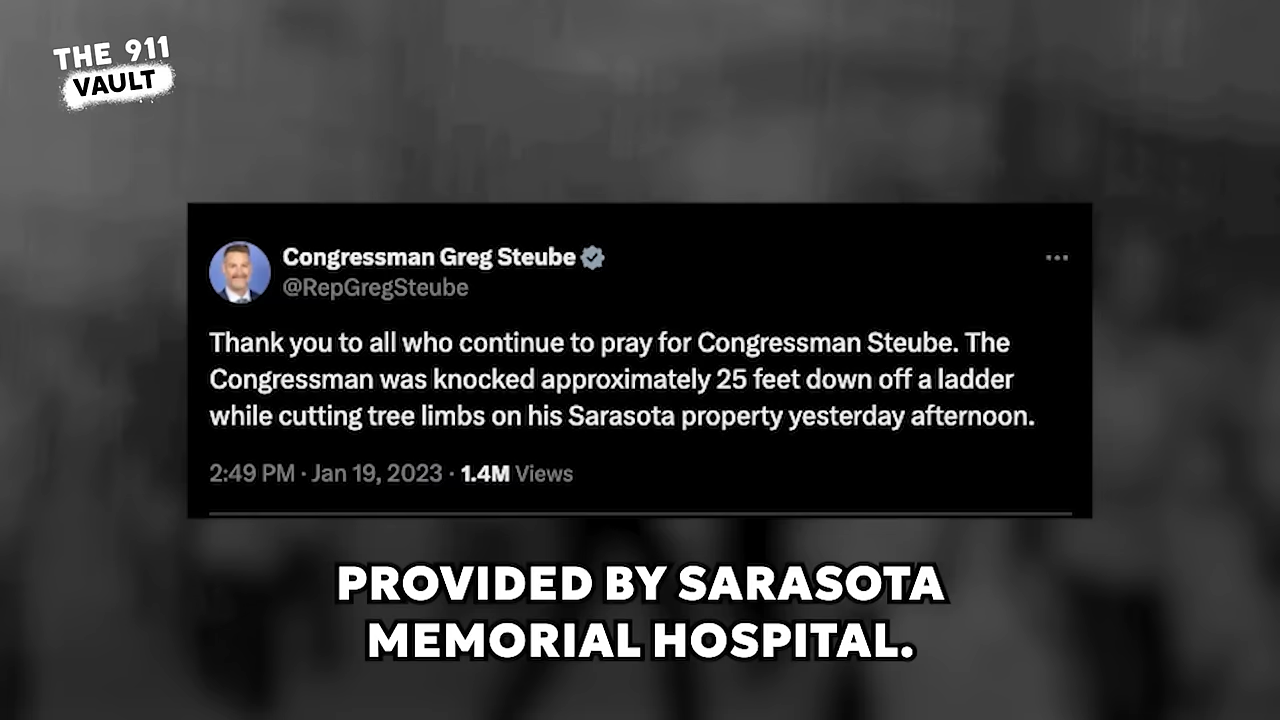 THE 911
VAULT
Congressman Greg Steube
@RepGregSteube
Thank you to all who continue to pray for Congressman Steube. The
Congressman was knocked approximately 25 feet down off a ladder
while cutting tree limbs on his Sarasota property yesterday afternoon.
2:49 PM · Jan 19, 2023 · 1.4M Views
PROVIDED BY SARASOTA
MEMORIAL HOSPITAL.